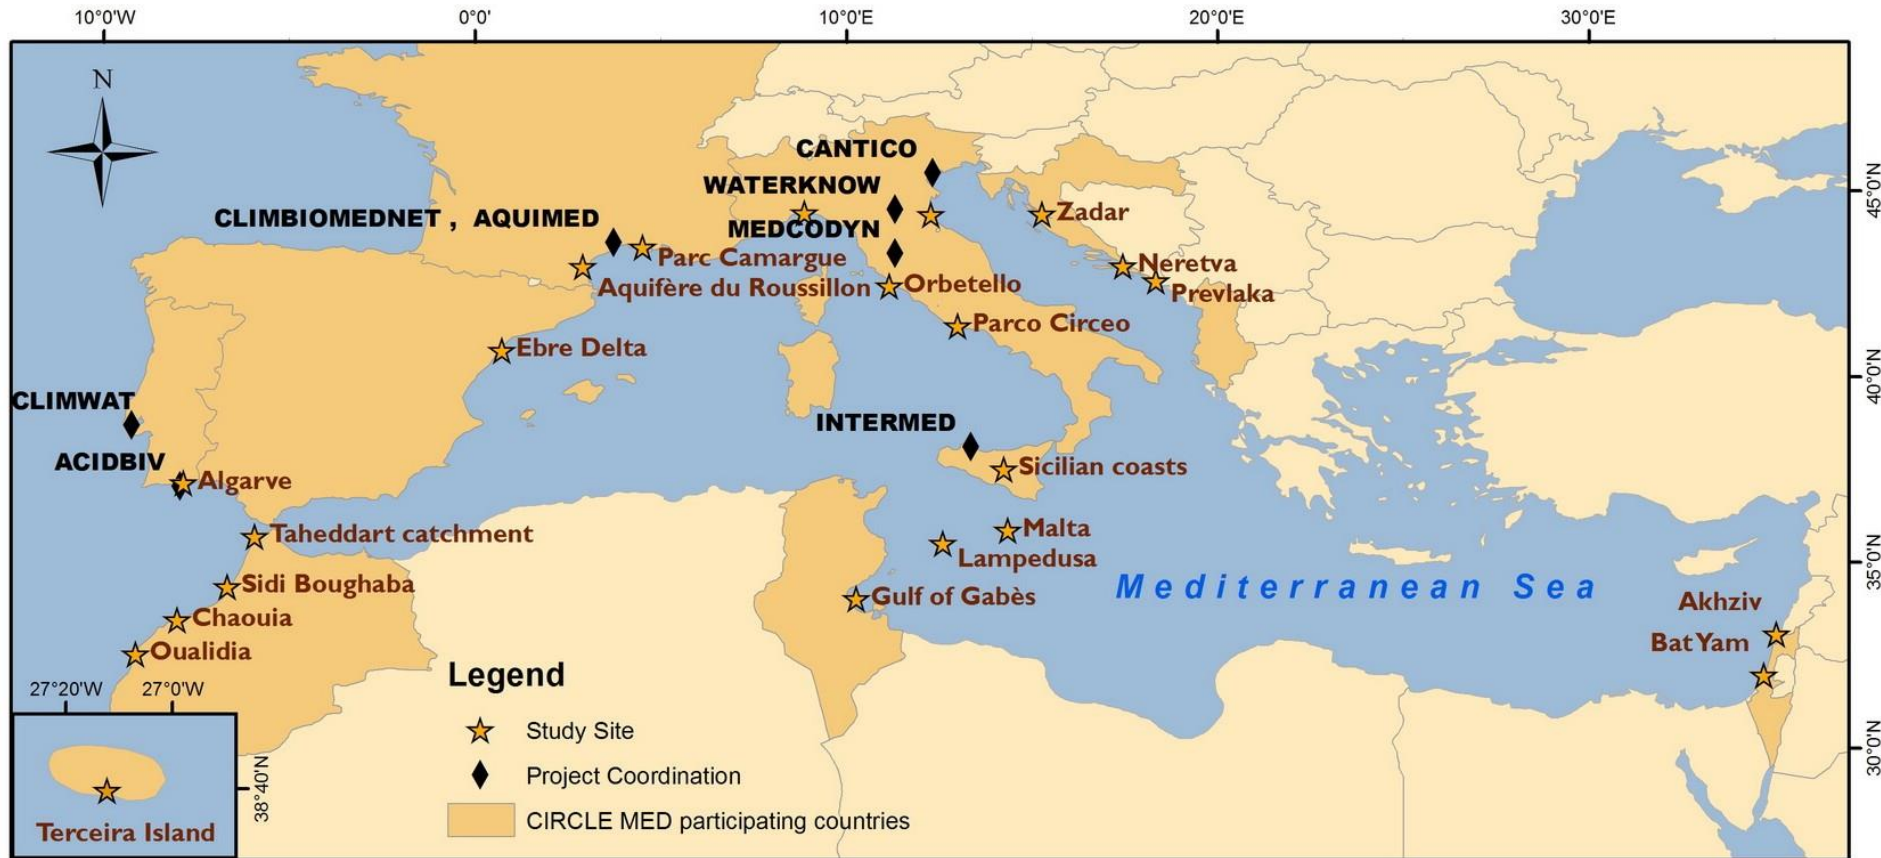 10°0'W 0°0' 10°0'E 20°0'E 30°0'E
N
CANTICO
45°0'N
WATERKNOW
CLIMBIOMEDNET , AQUIMED
Zadar
MEDCODYN
Parc Camargue
Neretva
Aquifère du Roussillon
Orbetello
Prevlaka
Parco Circeo
Ebre Delta
40°0'N
CLIMWAT
INTERMED
ACIDBIV
Sicilian coasts
Algarve
Taheddart catchment
Malta
Lampedusa
35°0'N
Sidi Boughaba
Mediterranean Sea
Gulf of Gabès
Akhziv
Chaouia
Bat Yam
Oualidia
Legend
27°20'W 27°0'W
Study Site
30°0'N
Project Coordination
38°40'N
CIRCLE MED participating countries
Terceira Island